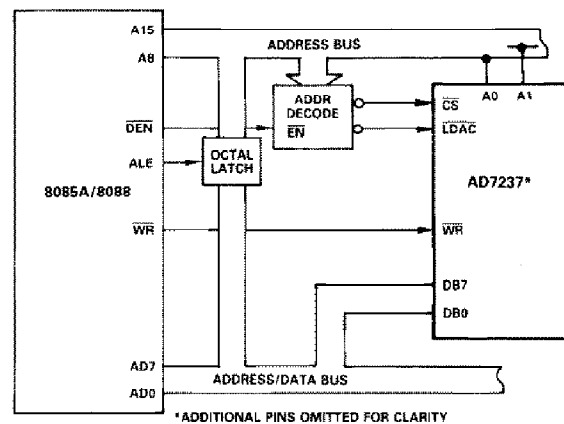 A15
A8
DEN
ALE
8085A/8088
WR
AD7
AD0
ADDRESS BUS
ADDR
DECODE
EN
OCTAL
LATCH
A0
A1
CS
LDAC
AD7237*
WR
DB7
DB0
ADDRESS/DATA BUS
*ADDITIONAL PINS OMITTED FOR CLARITY